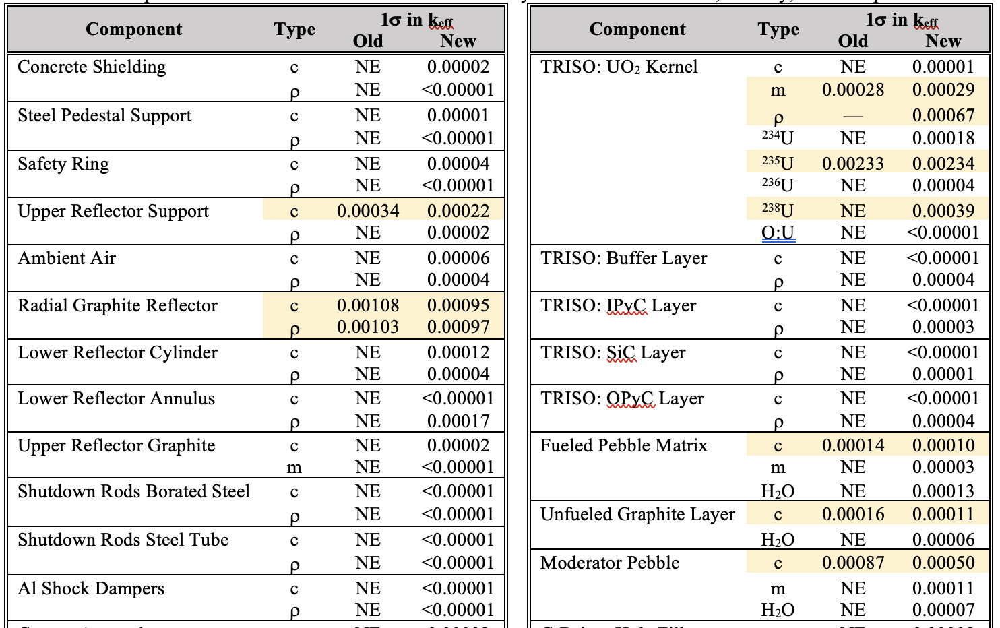 Component Type 1σ in keff
Old New
Concrete Shielding c NE 0.00002
ρ NE <0.00001
Steel Pedestal Support c NE 0.00001
ρ NE <0.00001
Safety Ring c NE 0.00004
ρ NE <0.00001
Upper Reflector Support c 0.00034 0.00022
ρ NE 0.00002
Ambient Air c NE 0.00006
ρ NE 0.00004
Radial Graphite Reflector c 0.00108 0.00095
ρ 0.00103 0.00097
Lower Reflector Cylinder c NE 0.00012
ρ NE 0.00004
Lower Reflector Annulus c NE <0.00001
ρ NE 0.00017
Upper Reflector Graphite c NE 0.00002
m NE <0.00001
Shutdown Rods Borated Steel c NE <0.00001
ρ NE <0.00001
Shutdown Rods Steel Tube c NE <0.00001
ρ NE <0.00001
Al Shock Dampers c NE <0.00001
ρ NE <0.00001
Component Type 1σ in keff
Old New
TRISO: UO₂ Kernel c NE 0.00001
m 0.00028 0.00029
ρ — 0.00067
²³⁴U NE 0.00018
²³⁵U 0.00233 0.00234
²³⁶U NE 0.00004
²³⁸U NE 0.00039
O:U NE <0.00001
TRISO: Buffer Layer c NE <0.00001
ρ NE 0.00004
TRISO: IPyC Layer c NE <0.00001
ρ NE 0.00003
TRISO: SiC Layer c NE <0.00001
ρ NE 0.00001
TRISO: OPyC Layer c NE <0.00001
ρ NE 0.00004
Fueled Pebble Matrix c 0.00014 0.00010
m NE 0.00003
H₂O NE 0.00013
Unfueled Graphite Layer c 0.00016 0.00011
H₂O NE 0.00006
Moderator Pebble c 0.00087 0.00050
m NE 0.00011
H₂O NE 0.00007